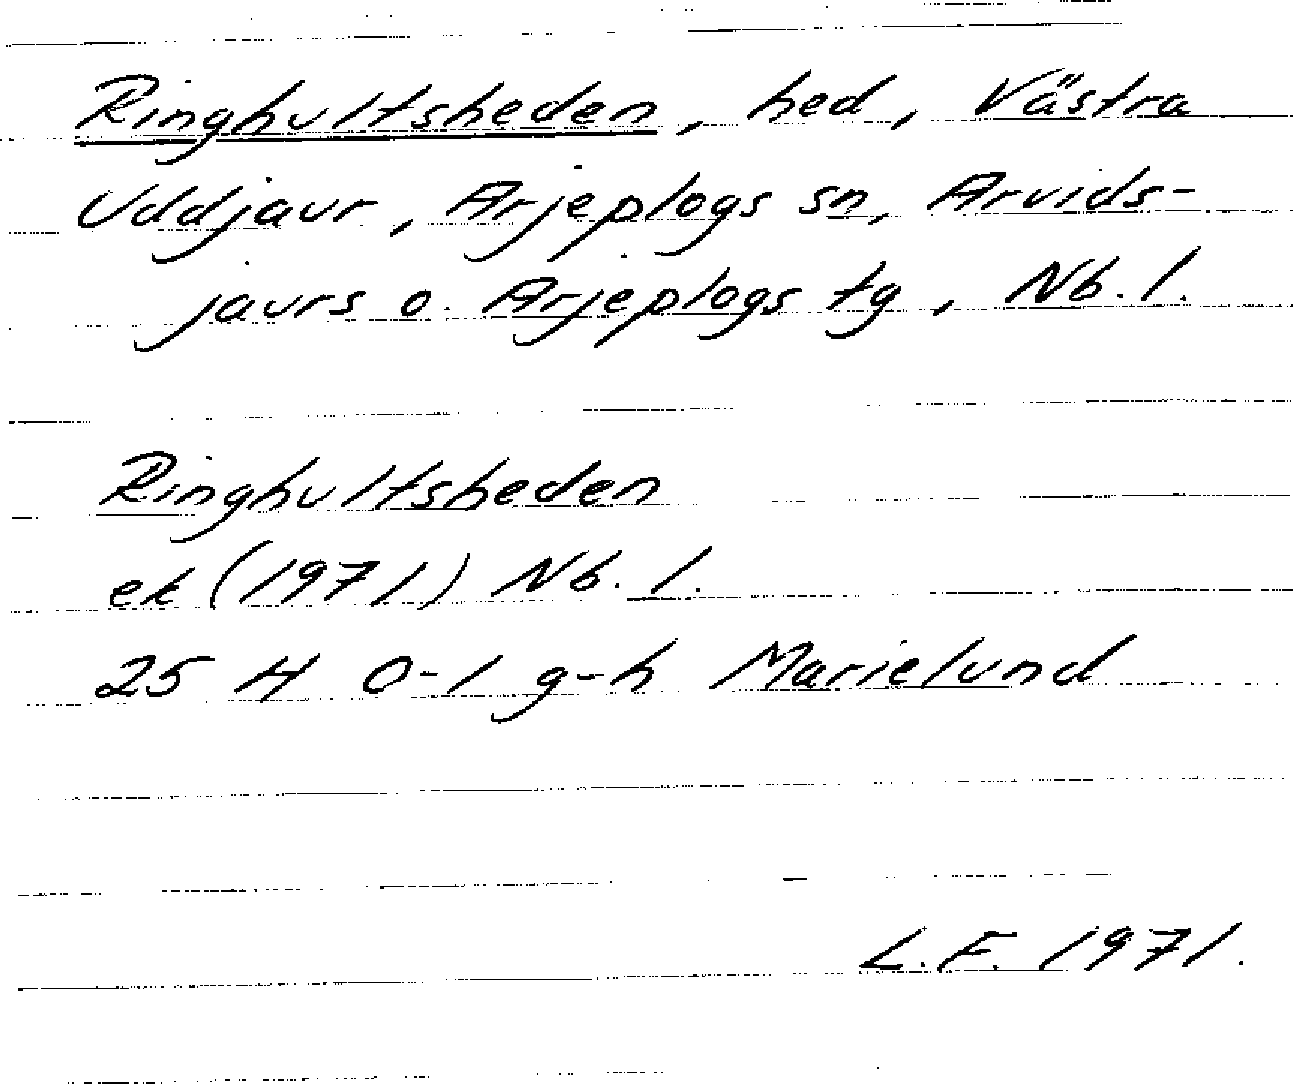 Ringhultsheden, hed, Västra
Uddjaur, Arjeplogs sn, Arvids-
jaurs o. Arjeplogs tg, Nb. l.
Ringhultsheden
ek (1971) Nb. l.
25 H 0-1 g-h Marielund
L.F. 1971.